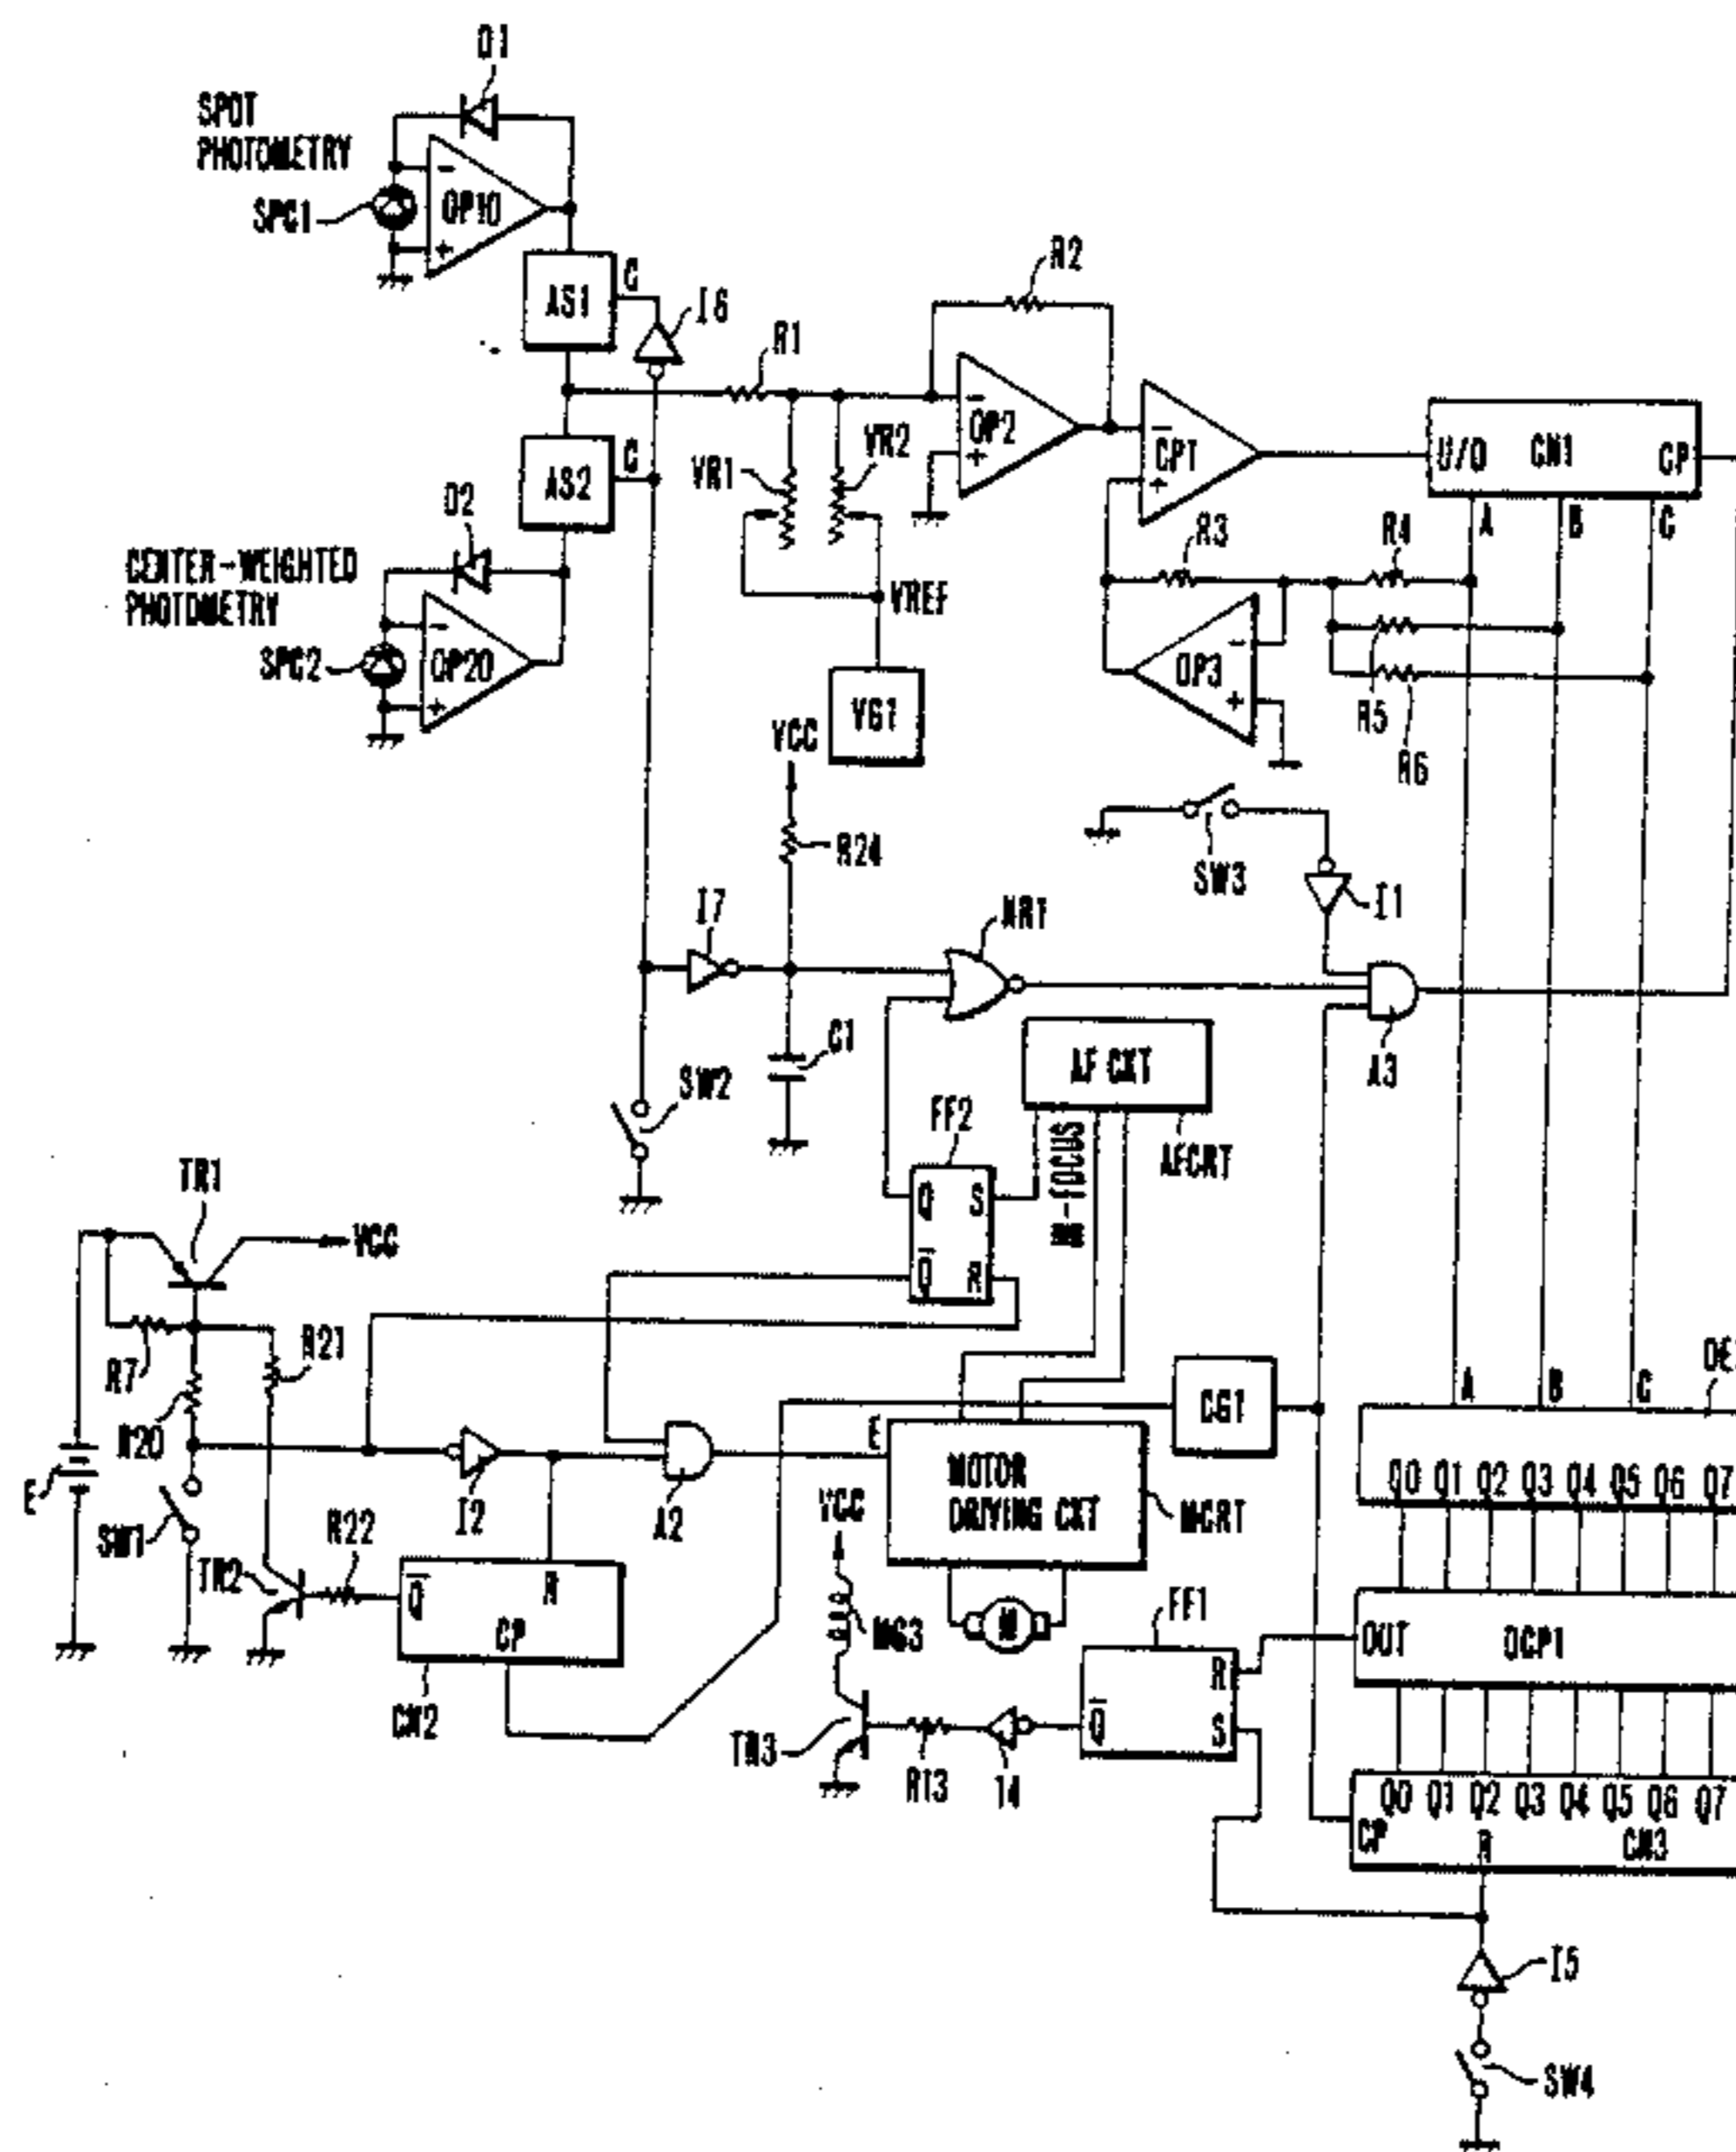 D1
SPOT
PHOTOMETRY
SPC1
OP10
AS1
C
I6
R1
R2
OP2
CPT
U/D
CN1
CP
A
B
C
AS2
C
VR1
VR2
VREF
VG1
D2
CENTER-WEIGHTED
PHOTOMETRY
SPC2
OP20
R3
R4
R5
R6
OP3
VCC
R24
SW3
I1
I7
NR1
A3
C1
SW2
AF CKT
AFCRT
IN-FOCUS
FF2
Q
S
Q
R
TR1
VCC
R7
R20
R21
E
SW1
I2
A2
E
MOTOR
DRIVING CKT
MCRT
CG1
TR2
R22
Q
R
CP
CN2
VCC
MG3
M
TR3
R13
I4
FF1
R
Q
S
A
B
C
Q0 Q1 Q2 Q3 Q4 Q5 Q6 Q7
OUT
DCP1
Q0 Q1 Q2 Q3 Q4 Q5 Q6 Q7
CP
R
CN3
I5
SW4